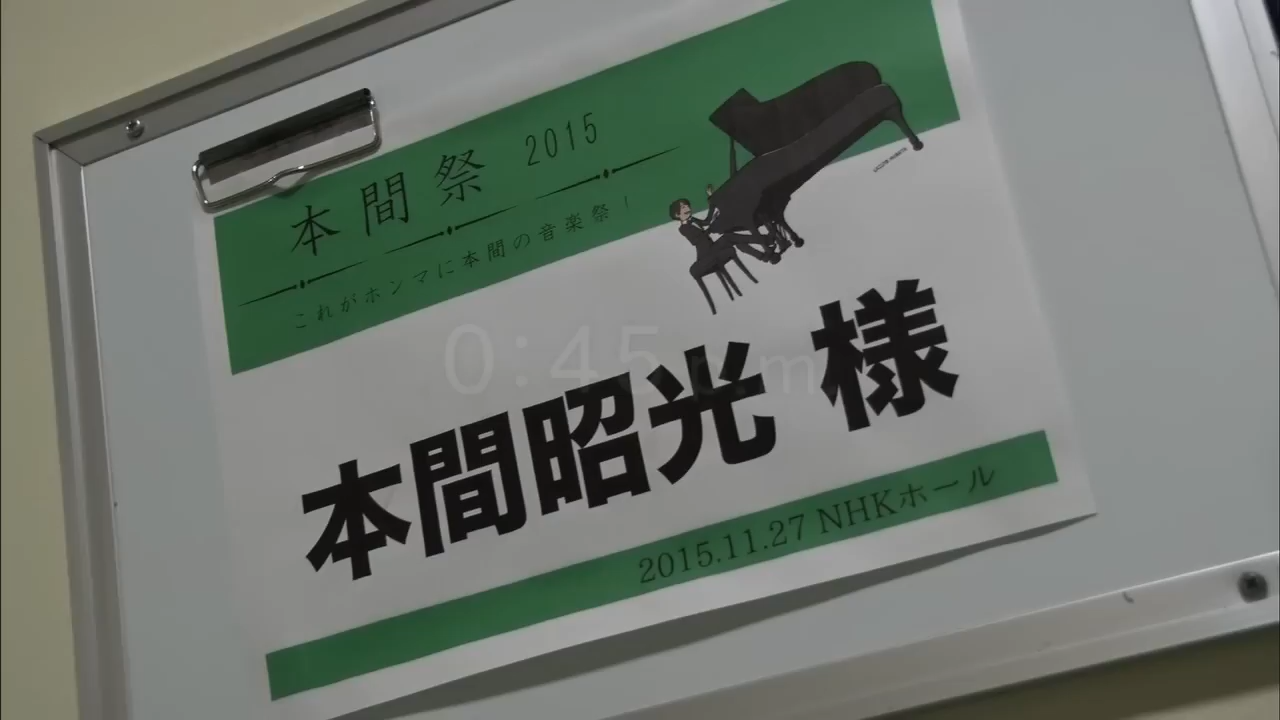 本間祭 2015
これがホンマに本間の音楽祭！
0:45 p.m
本間昭光 様
2015.11.27 NHKホール